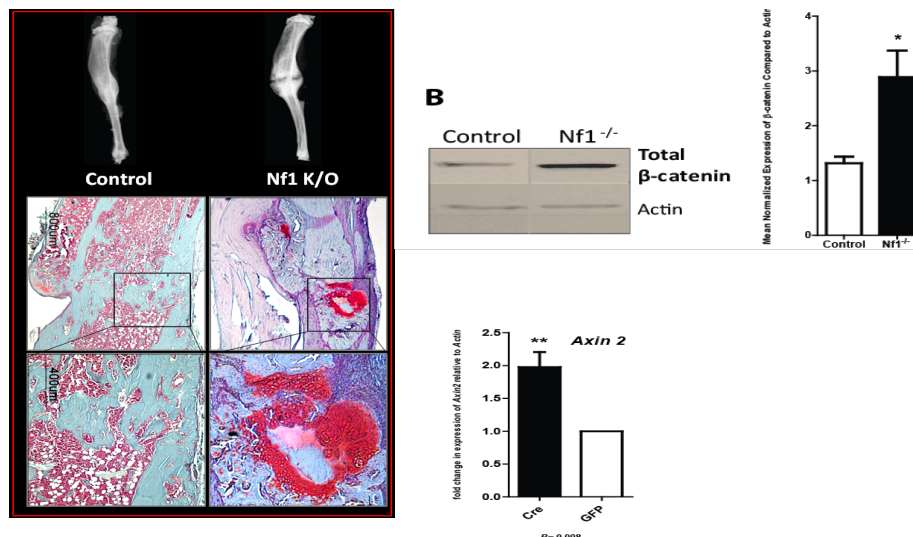 Control
Nf1 K/O
800um
400um
B
Control
Nf1 -/-
Total
β-catenin
Actin
Mean Normalized Expression of β-catenin Compared to Actin
4
3
2
1
0
*
Control
Nf1-/-
fold change in expression of Axin2 relative to Actin
2.5
2.0
1.5
1.0
0.5
0.0
**
Axin 2
Cre
GFP